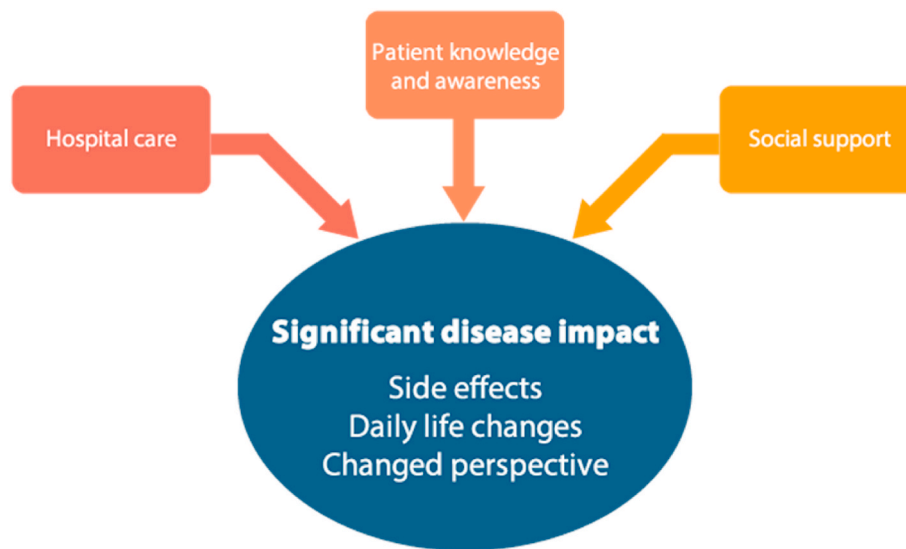 Patient knowledge
and awareness
Hospital care
Social support
Significant disease impact
Side effects
Daily life changes
Changed perspective